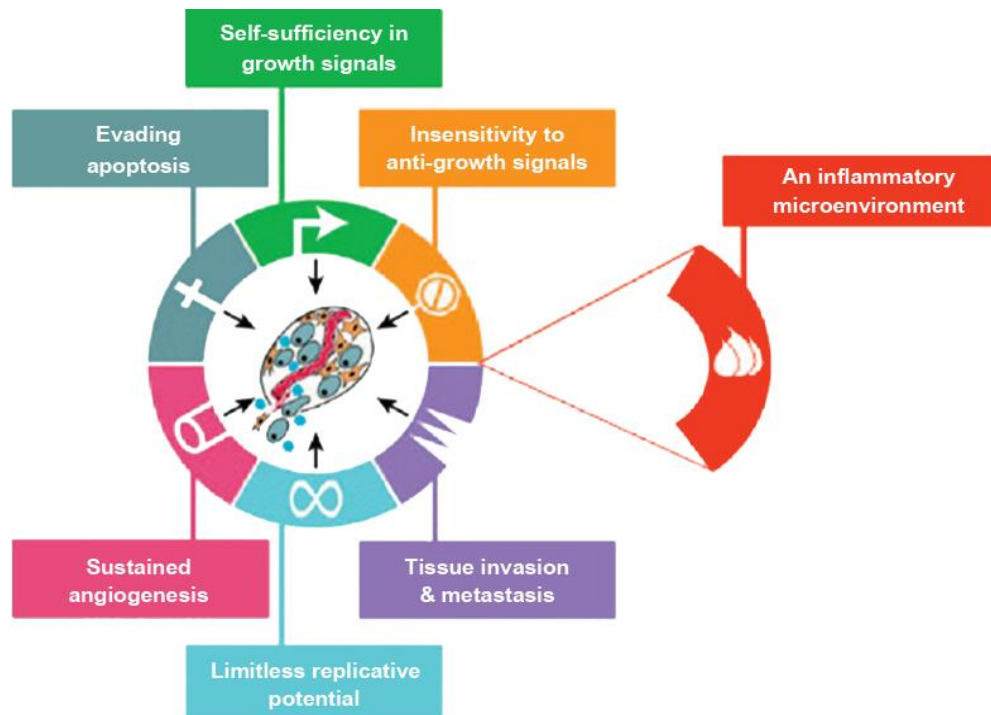 Self-sufficiency in
growth signals
Evading
apoptosis
Insensitivity to
anti-growth signals
An inflammatory
microenvironment
Sustained
angiogenesis
Tissue invasion
& metastasis
Limitless replicative
potential